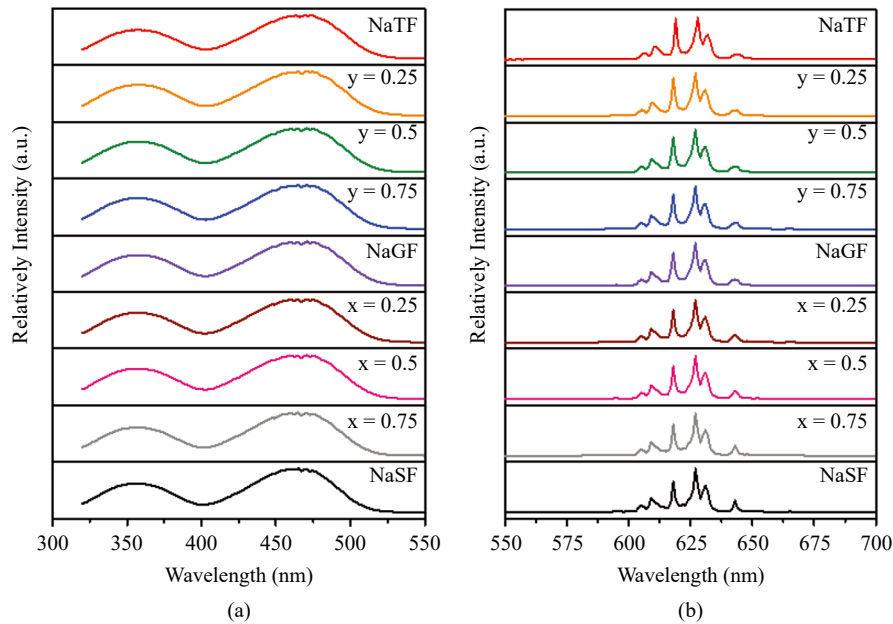 Relatively Intensity (a.u.)
NaTF
y = 0.25
y = 0.5
y = 0.75
NaGF
x = 0.25
x = 0.5
x = 0.75
NaSF
300 350 400 450 500 550
Wavelength (nm)
(a)
Relatively Intensity (a.u.)
NaTF
y = 0.25
y = 0.5
y = 0.75
NaGF
x = 0.25
x = 0.5
x = 0.75
NaSF
550 575 600 625 650 675 700
Wavelength (nm)
(b)